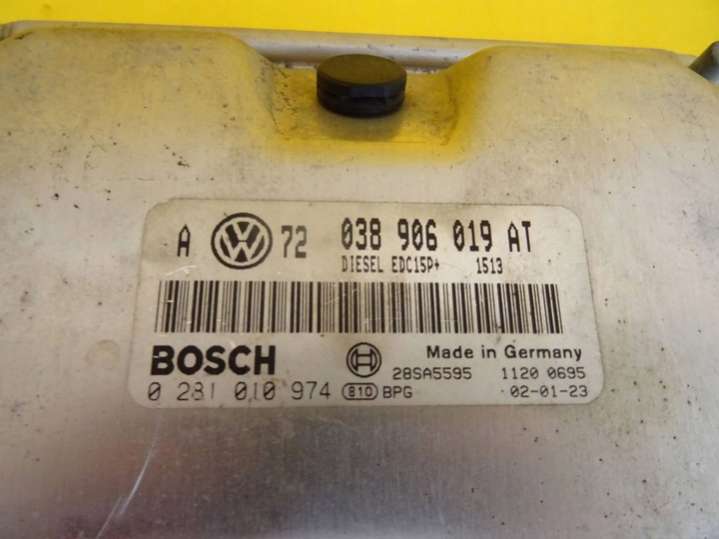 A VW 72 038 906 019 AT
DIESEL EDC15P+ 1513
BOSCH Made in Germany
28SA5595 1120 0695
0 281 010 974 810 BPG 02-01-23